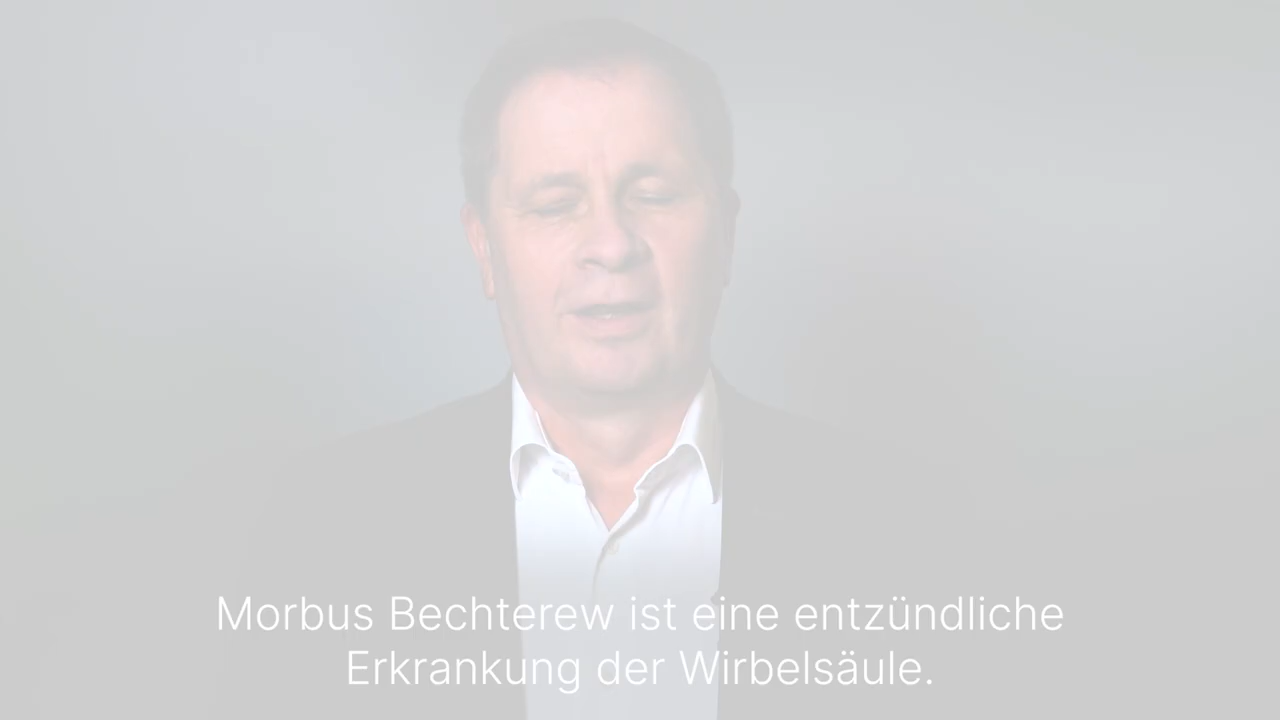 Morbus Bechterew ist eine entzündliche
Erkrankung der Wirbelsäule.